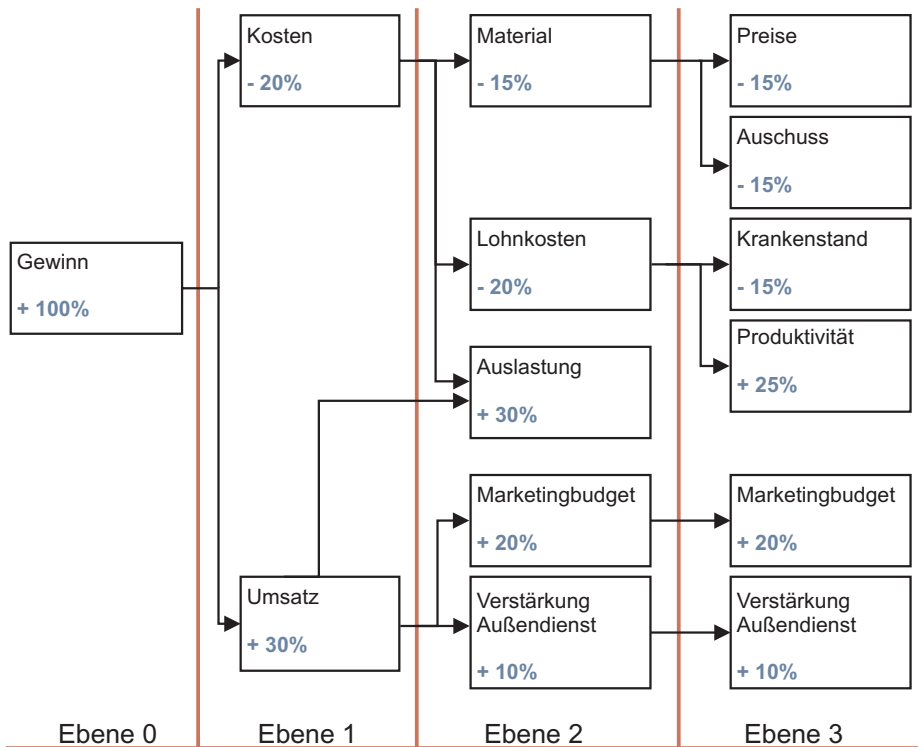 Kosten
- 20%
Material
- 15%
Preise
- 15%
Auschuss
- 15%
Gewinn
+ 100%
Lohnkosten
- 20%
Krankenstand
- 15%
Produktivität
+ 25%
Auslastung
+ 30%
Marketingbudget
+ 20%
Marketingbudget
+ 20%
Umsatz
+ 30%
Verstärkung
Außendienst
+ 10%
Verstärkung
Außendienst
+ 10%
Ebene 0
Ebene 1
Ebene 2
Ebene 3